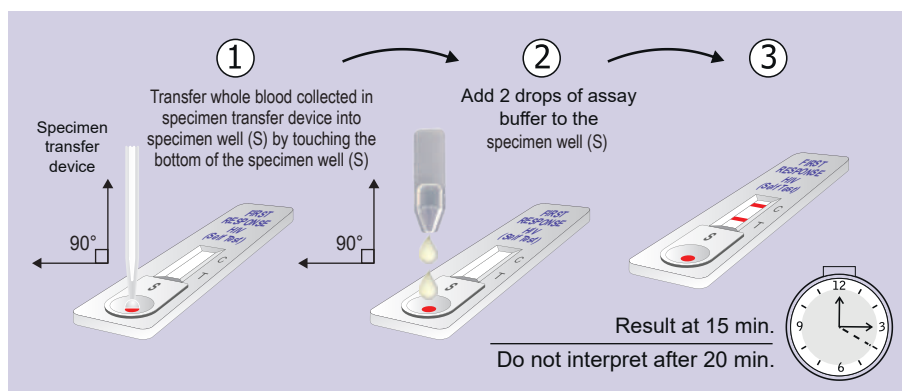 1
Transfer whole blood collected in
specimen transfer device into
specimen well (S) by touching the
bottom of the specimen well (S)
Specimen
transfer
device
90°
FIRST
RESPONSE
HIV
(Self Test)
C
T
S
2
Add 2 drops of assay
buffer to the
specimen well (S)
90°
FIRST
RESPONSE
HIV
(Self Test)
C
T
S
3
FIRST
RESPONSE
HIV
(Self Test)
C
T
S
Result at 15 min.
Do not interpret after 20 min.
12
9 3
6